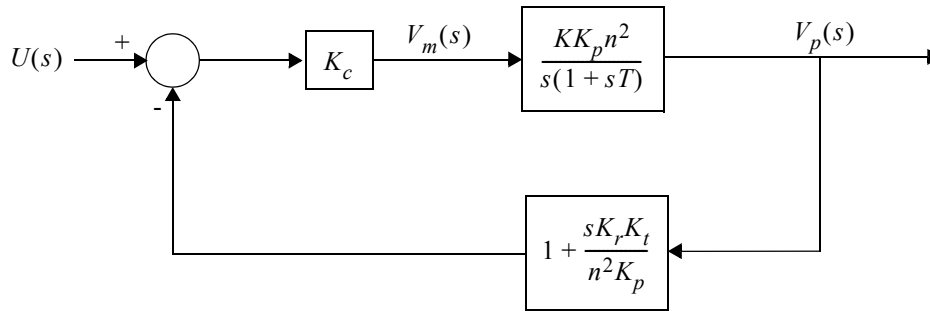 U(s)
+
-
K_c
V_m(s)
KK_pn^2
s(1 + sT)
V_p(s)
1 + sK_rK_t
n^2K_p